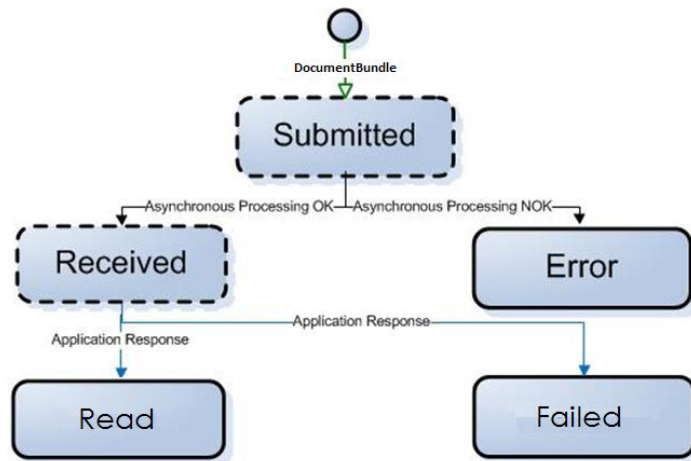 DocumentBundle
Submitted
Asynchronous Processing OK
Asynchronous Processing NOK
Received
Error
Application Response
Application Response
Read
Failed